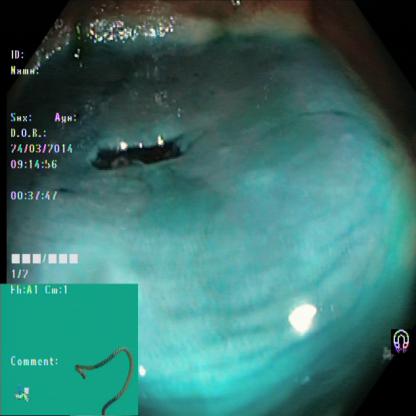 ID:
Name:
Sex: Age:
D.O.B.:
24/03/2014
09:14:56
00:37:47
1/2
Eh:A1 Cm:1
Comment: